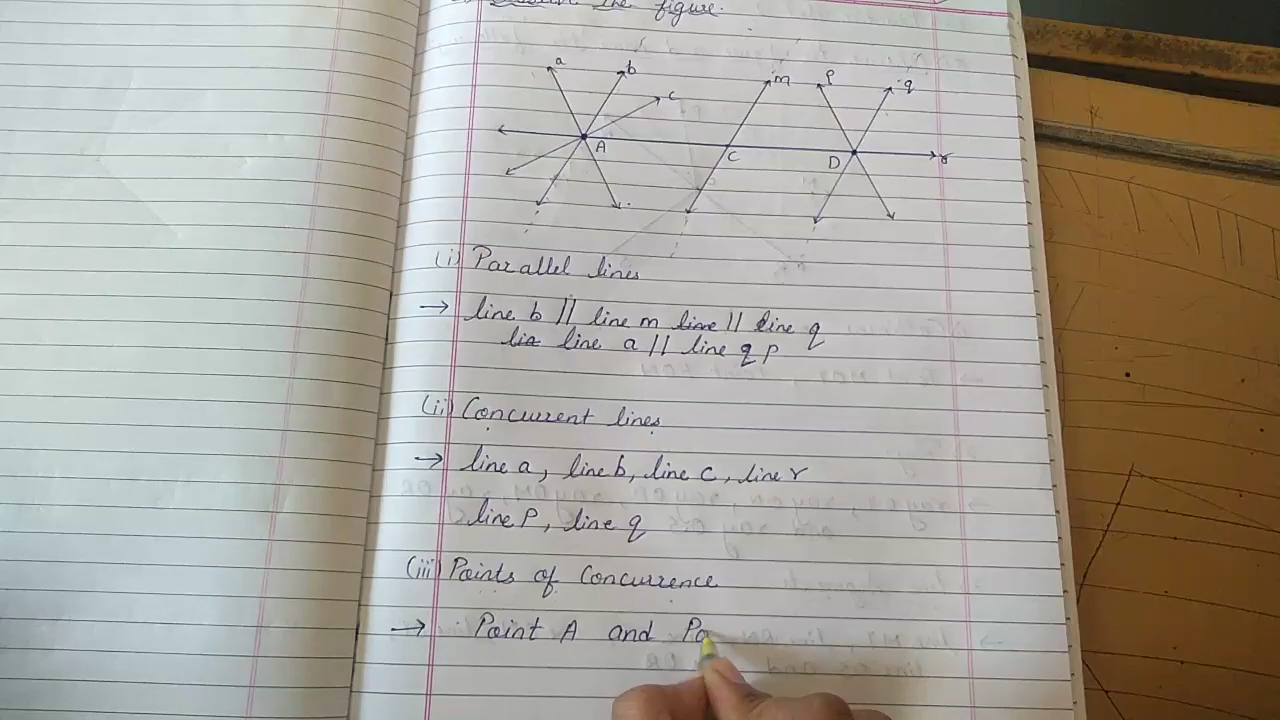 the figure.
a
b
c
m
p
q
A
C
D
r
(i) Parallel lines
→ line b || line m line || line q
lin line a || line q p
(ii) Concurrent lines
→ line a, line b, line c, line r
line p, line q
(iii) Points of Concurrence
→ Point A and Po